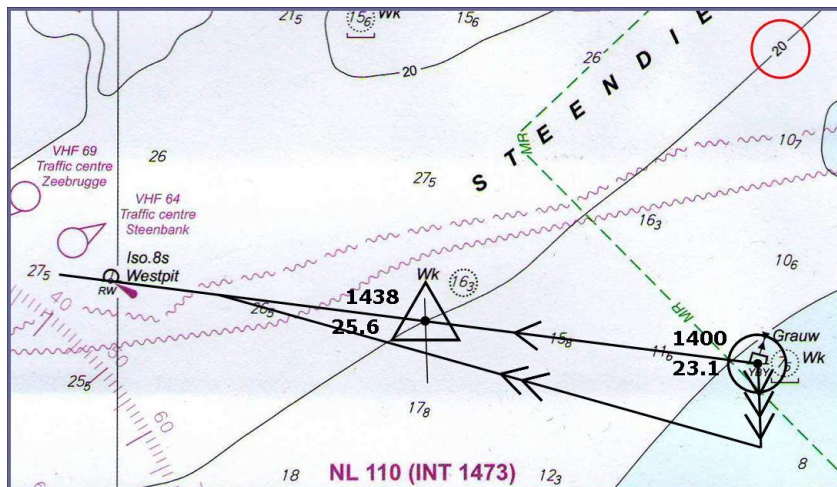 21₅
15₆
Wk
15₆
20
26
STEENDIE
20
10₇
VHF 69
Traffic centre
Zeebrugge
26
27₅
MR
VHF 64
Traffic centre
Steenbank
16₃
Iso.8s
Westpit
27₅
RW
Wk
16₃
10₆
40
26₅
1438
25.6
MR
15₈
11₆
1400
23.1
Grauw
YBY
Wk
50
25₅
60
17₈
18
NL 110 (INT 1473)
12₃
8